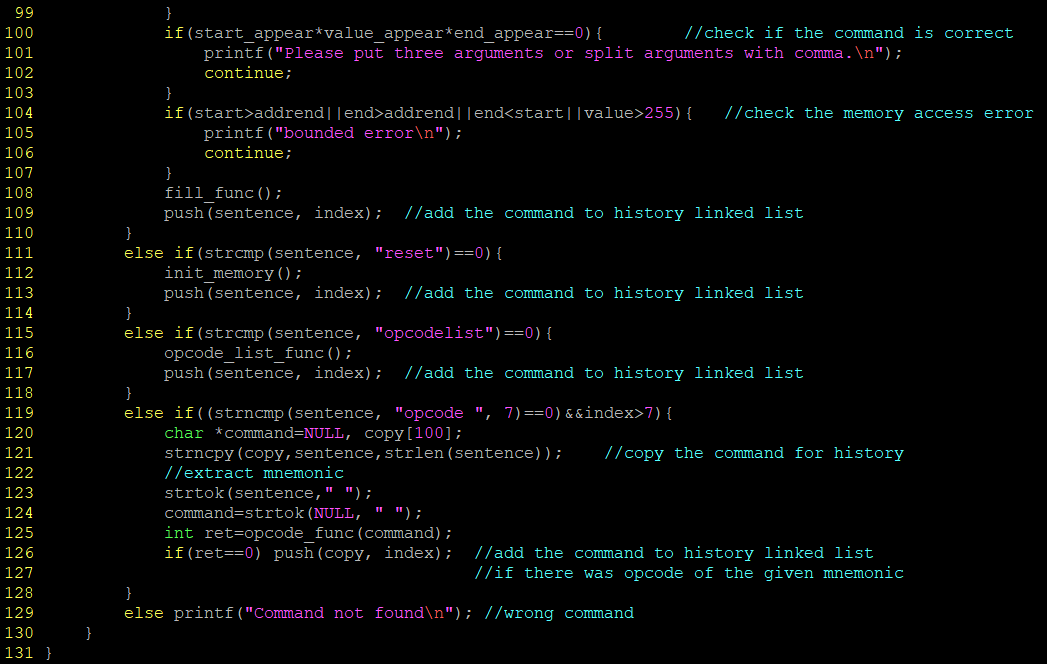 99             }
100             if(start_appear*value_appear*end_appear==0){        //check if the command is correct
101                 printf("Please put three arguments or split arguments with comma.\n");
102                 continue;
103             }
104             if(start>addrend||end>addrend||end<start||value>255){   //check the memory access error
105                 printf("bounded error\n");
106                 continue;
107             }
108             fill_func();
109             push(sentence, index);  //add the command to history linked list
110         }
111         else if(strcmp(sentence, "reset")==0){
112             init_memory();
113             push(sentence, index);  //add the command to history linked list
114         }
115         else if(strcmp(sentence, "opcodelist")==0){
116             opcode_list_func();
117             push(sentence, index);  //add the command to history linked list
118         }
119         else if((strncmp(sentence, "opcode ", 7)==0)&&index>7){
120             char *command=NULL, copy[100];
121             strncpy(copy,sentence,strlen(sentence));    //copy the command for history
122             //extract mnemonic
123             strtok(sentence," ");
124             command=strtok(NULL, " ");
125             int ret=opcode_func(command);
126             if(ret==0) push(copy, index);  //add the command to history linked list
127                                            //if there was opcode of the given mnemonic
128         }
129         else printf("Command not found\n"); //wrong command
130     }
131 }